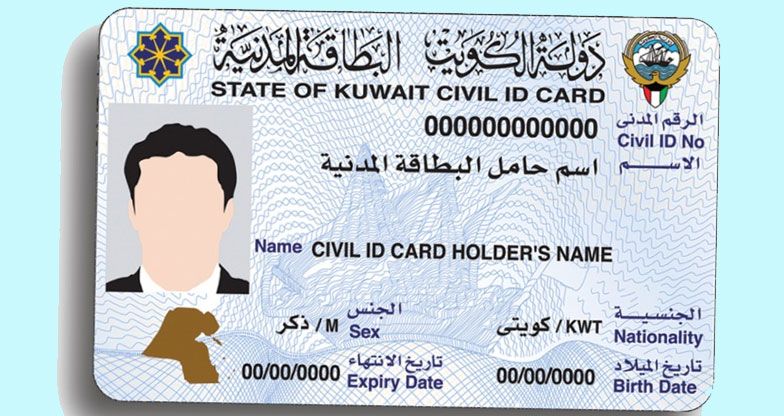 دولة الكويت البطاقة المدنية
STATE OF KUWAIT CIVIL ID CARD
الرقم المدنى 000000000000
Civil ID No
الاسم اسم حامل البطاقة المدنية
Name CIVIL ID CARD HOLDER'S NAME
الجنسية كويتى / KWT الجنس ذكر / M
Nationality Sex
تاريخ الميلاد 00/00/0000 تاريخ الانتهاء 00/00/0000
Birth Date Expiry Date